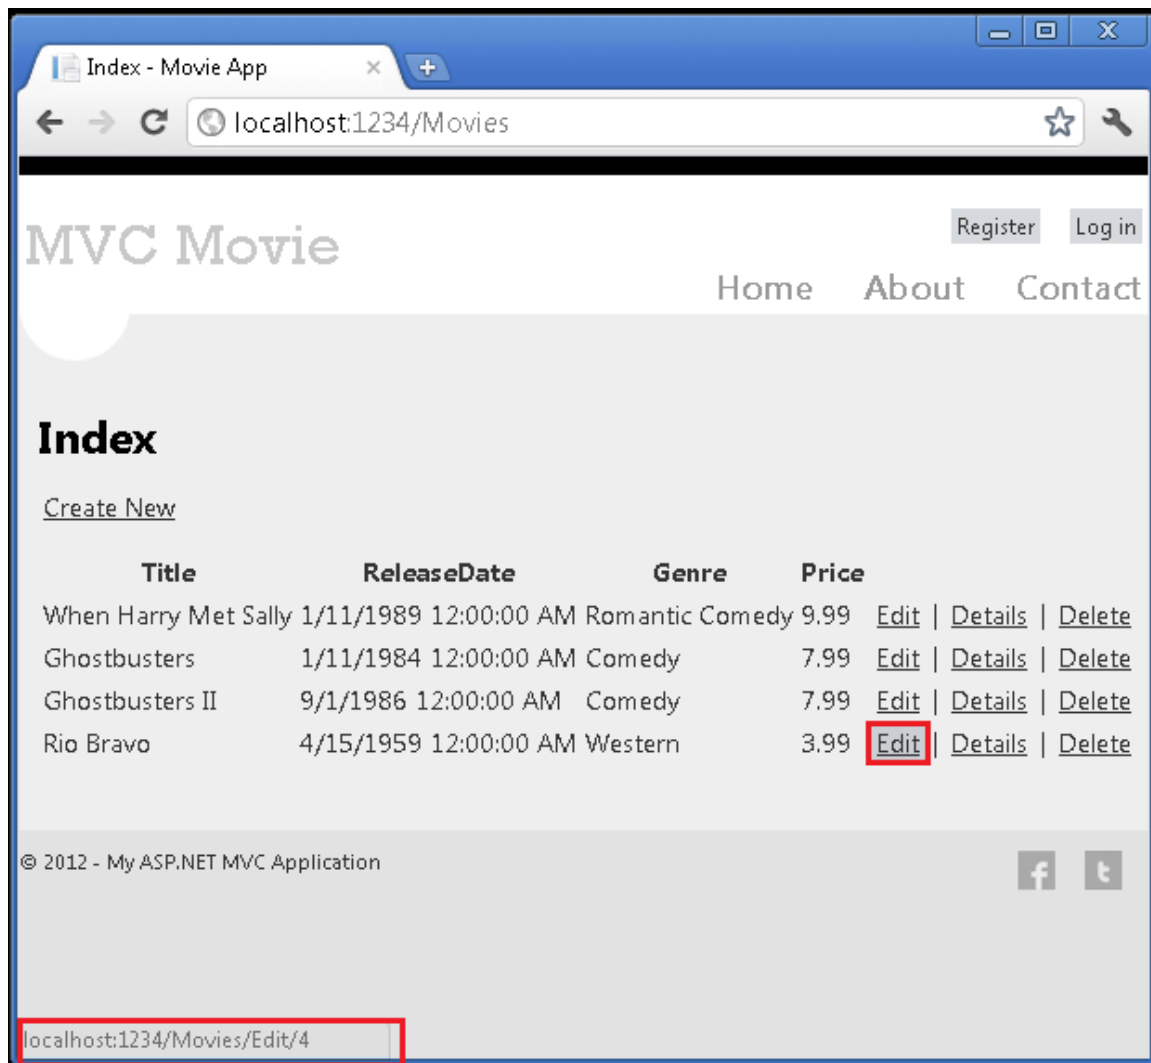 Index - Movie App
localhost:1234/Movies
Register Log in
MVC Movie
Home About Contact
Index
Create New
Title ReleaseDate Genre Price
When Harry Met Sally 1/11/1989 12:00:00 AM Romantic Comedy 9.99 Edit | Details | Delete
Ghostbusters 1/11/1984 12:00:00 AM Comedy 7.99 Edit | Details | Delete
Ghostbusters II 9/1/1986 12:00:00 AM Comedy 7.99 Edit | Details | Delete
Rio Bravo 4/15/1959 12:00:00 AM Western 3.99 Edit | Details | Delete
© 2012 - My ASP.NET MVC Application
localhost:1234/Movies/Edit/4